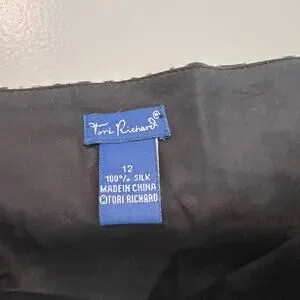 Tori Richard®
12
100% SILK
MADE IN CHINA
©TORI RICHARD